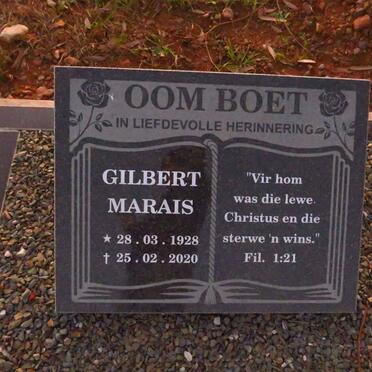 OOM BOET
IN LIEFDEVOLLE HERINNERING
GILBERT
MARAIS
★ 28 . 03 . 1928
† 25 . 02 . 2020
"Vir hom
was die lewe
Christus en die
sterwe 'n wins."
Fil. 1:21